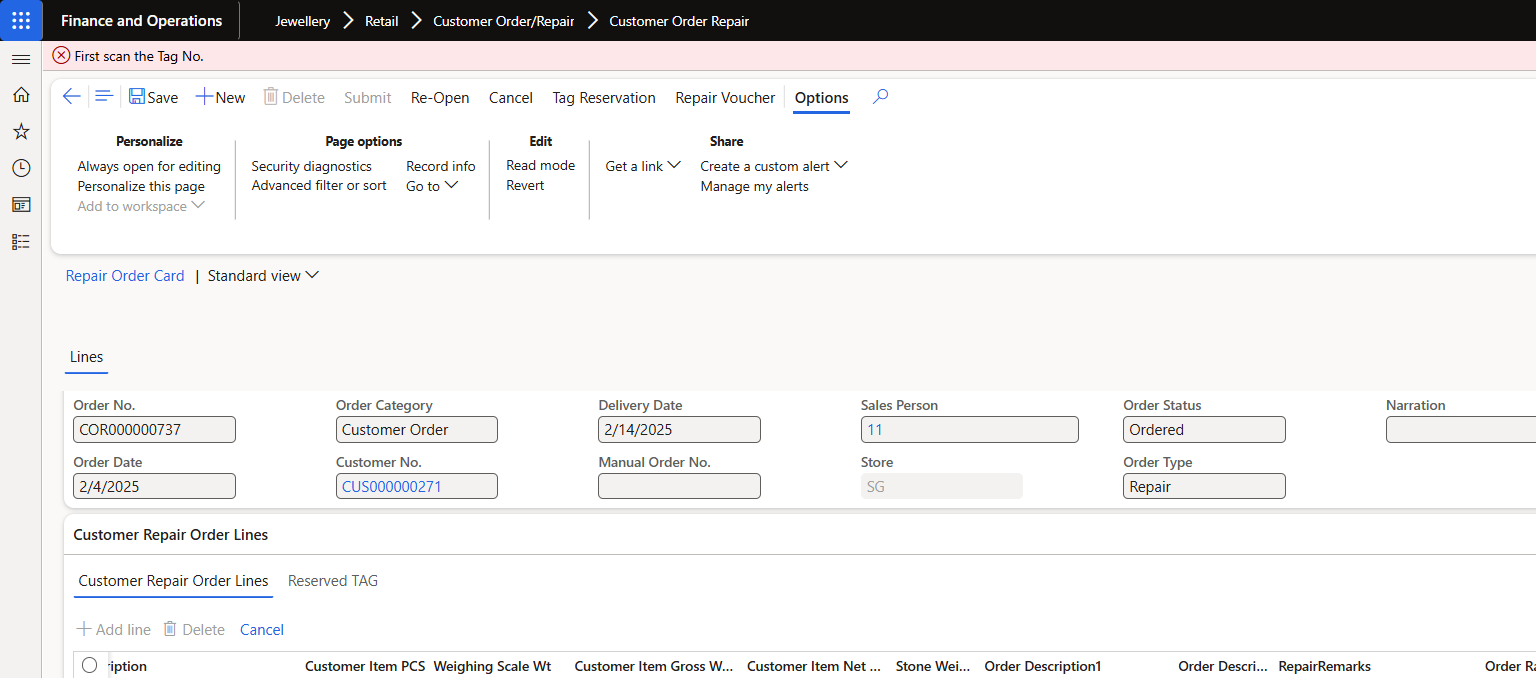 Finance and Operations
Jewellery > Retail > Customer Order/Repair > Customer Order Repair
First scan the Tag No.
Save New Delete Submit Re-Open Cancel Tag Reservation Repair Voucher Options
Personalize Page options Edit Share
Always open for editing Security diagnostics Record info Read mode Get a link Create a custom alert
Personalize this page Advanced filter or sort Go to Revert Manage my alerts
Add to workspace
Repair Order Card | Standard view
Lines
Order No. Order Category Delivery Date Sales Person Order Status Narration
COR000000737 Customer Order 2/14/2025 11 Ordered
Order Date Customer No. Manual Order No. Store Order Type
2/4/2025 CUS000000271 SG Repair
Customer Repair Order Lines
Customer Repair Order Lines Reserved TAG
Add line Delete Cancel
ription Customer Item PCS Weighing Scale Wt Customer Item Gross W... Customer Item Net ... Stone Wei... Order Description1 Order Descri... RepairRemarks Order Ra